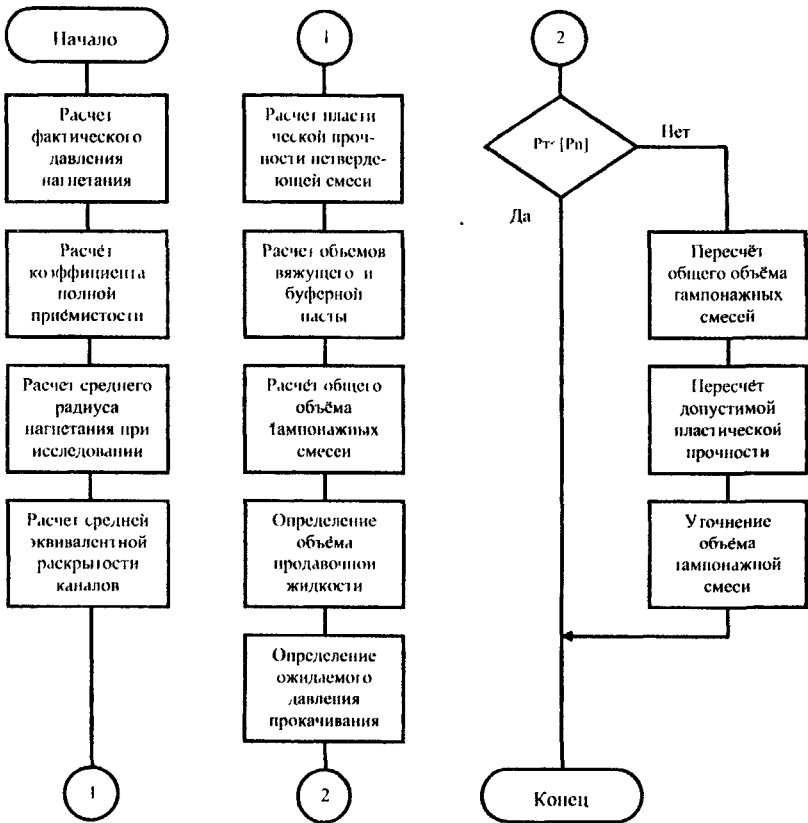 Начало
Расчет
фактического
давления
нагнетания
Расчёт
коэффициента
полной
приёмистости
Расчет среднего
радиуса
нагнетания при
исследовании
Расчет средней
эквивалентной
раскрытости
каналов
1
1
Расчет пласти
ческой проч-
ности нетверде-
ющей смеси
Расчет объемов
вяжущего и
буферной
пасты
Расчёт общего
объёма
тампонажных
смесей
Определение
объёма
продавочной
жидкости
Определение
ожидаемого
давления
прокачивания
2
2
Рт<[Рп]
Нет
Да
Пересчёт
общего объёма
тампонажных
смесей
Пересчёт
допустимой
пластической
прочности
Уточнение
объёма
тампонажной
смеси
Конец